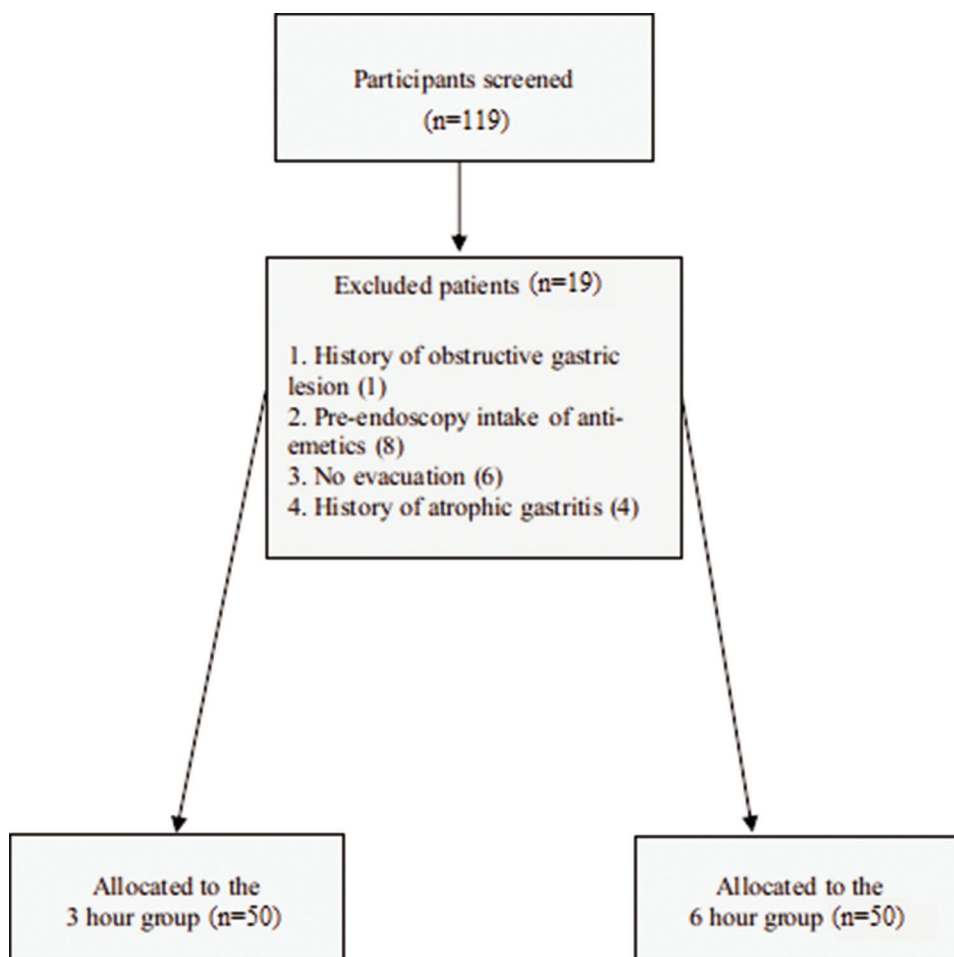 Participants screened
(n=119)
Excluded patients (n=19)
1. History of obstructive gastric
lesion (1)
2. Pre-endoscopy intake of anti-
emetics (8)
3. No evacuation (6)
4. History of atrophic gastritis (4)
Allocated to the
3 hour group (n=50)
Allocated to the
6 hour group (n=50)